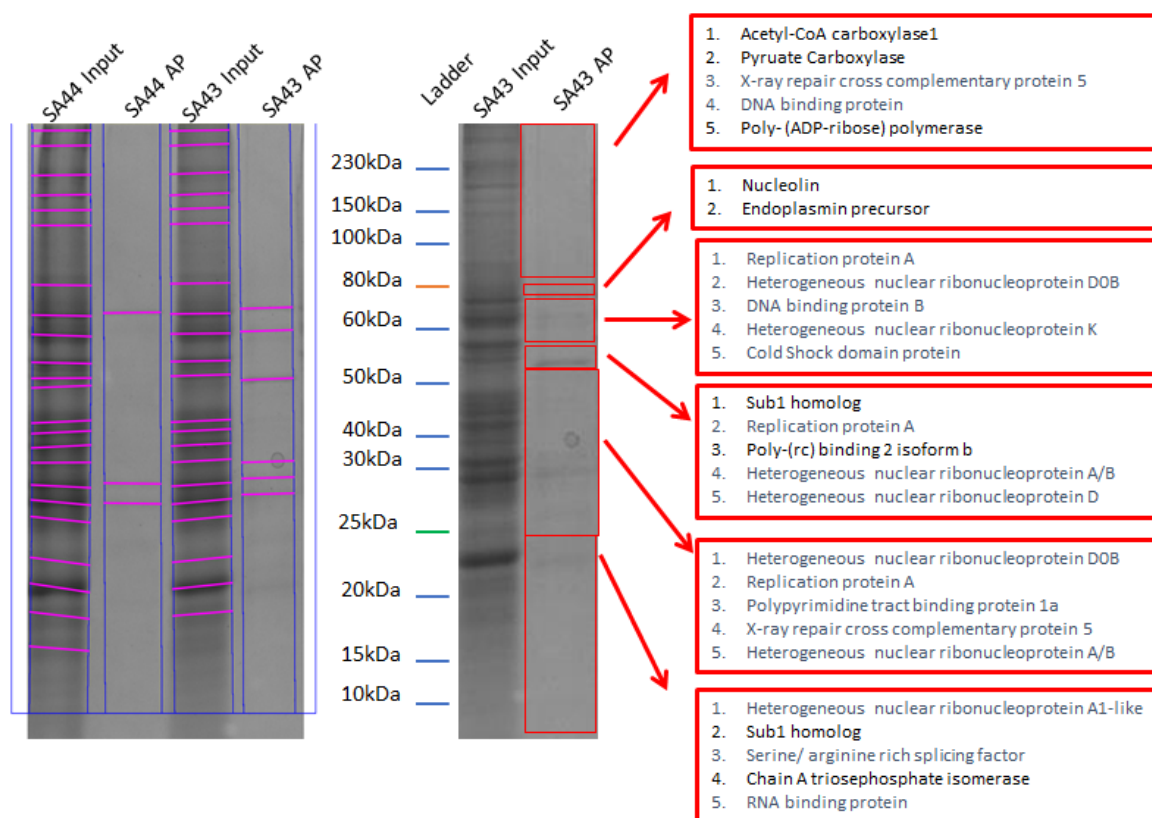 SA44 Input
SA44 AP
SA43 Input
SA43 AP
Ladder
SA43 Input
SA43 AP
230kDa
150kDa
100kDa
80kDa
60kDa
50kDa
40kDa
30kDa
25kDa
20kDa
15kDa
10kDa
1. Acetyl-CoA carboxylase1
2. Pyruate Carboxylase
3. X-ray repair cross complementary protein 5
4. DNA binding protein
5. Poly- (ADP-ribose) polymerase
1. Nucleolin
2. Endoplasmin precursor
1. Replication protein A
2. Heterogeneous nuclear ribonucleoprotein D0B
3. DNA binding protein B
4. Heterogeneous nuclear ribonucleoprotein K
5. Cold Shock domain protein
1. Sub1 homolog
2. Replication protein A
3. Poly-(rc) binding 2 isoform b
4. Heterogeneous nuclear ribonucleoprotein A/B
5. Heterogeneous nuclear ribonucleoprotein D
1. Heterogeneous nuclear ribonucleoprotein D0B
2. Replication protein A
3. Polypyrimidine tract binding protein 1a
4. X-ray repair cross complementary protein 5
5. Heterogeneous nuclear ribonucleoprotein A/B
1. Heterogeneous nuclear ribonucleoprotein A1-like
2. Sub1 homolog
3. Serine/ arginine rich splicing factor
4. Chain A triosephosphate isomerase
5. RNA binding protein